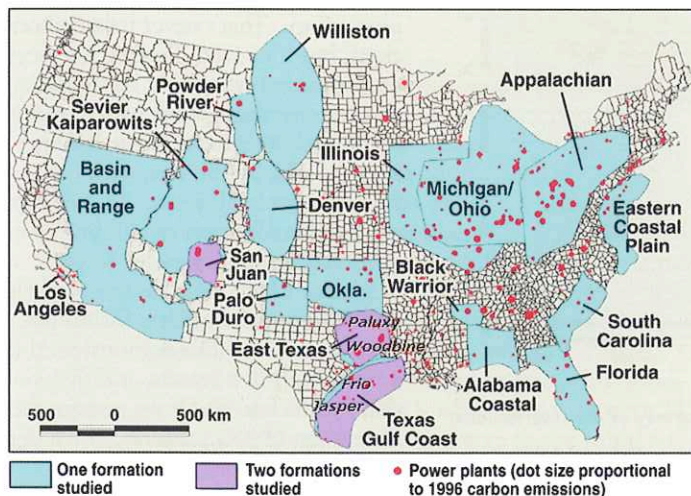 Williston
Appalachian
Powder
River
Sevier
Kaiparowits
Illinois
Basin
and
Range
Michigan/
Ohio
Denver
Eastern
Coastal
Plain
San
Juan
Black
Warrior
Los
Angeles
Palo
Duro
Okla.
Paluxy
Woodbine
East Texas
South
Carolina
Frio
Jasper
Alabama
Coastal
Florida
Texas
Gulf Coast
500 0 500 km
One formation
studied
Two formations
studied
Power plants (dot size proportional
to 1996 carbon emissions)